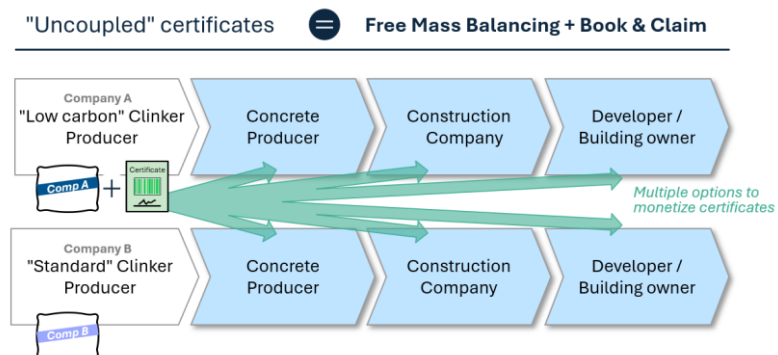 "Uncoupled" certificates = Free Mass Balancing + Book & Claim
Company A
"Low carbon" Clinker
Producer
Concrete
Producer
Construction
Company
Developer /
Building owner
Comp A
+
Certificate
Multiple options to
monetize certificates
Company B
"Standard" Clinker
Producer
Concrete
Producer
Construction
Company
Developer /
Building owner
Comp B